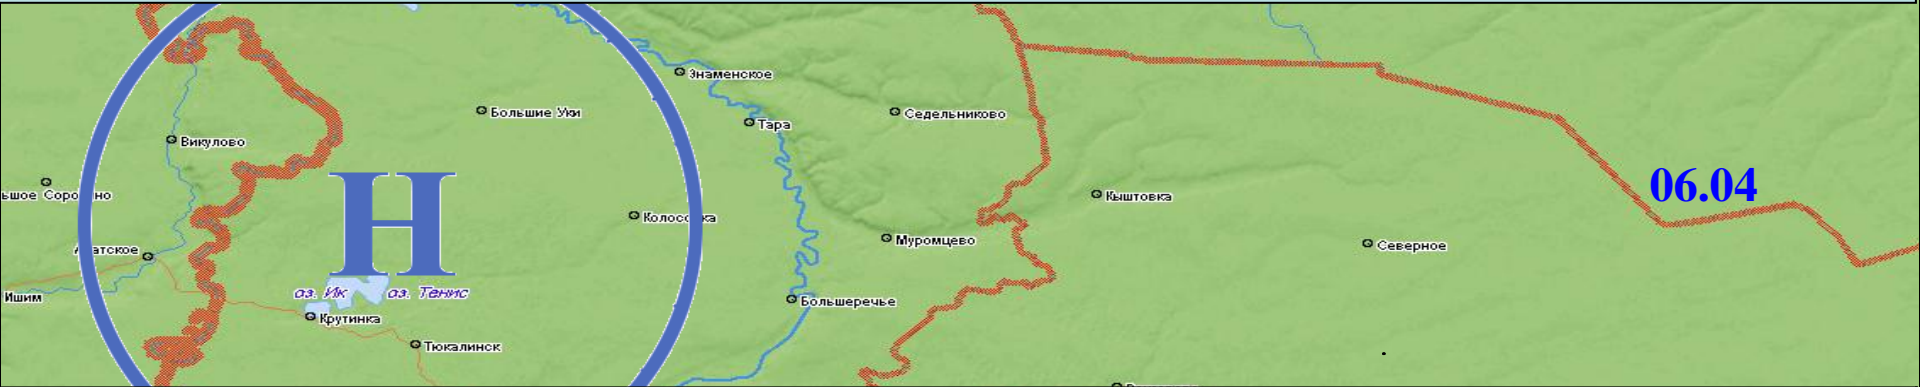 Знаменское
Большие Уки
Седельниково
Тара
Викулово
06.04
Кыштовка
Н
Колосовка
Муромцево
Северное
Ишим
оз. Ик
оз. Тенис
Большеречье
Крутинка
Тюкалинск